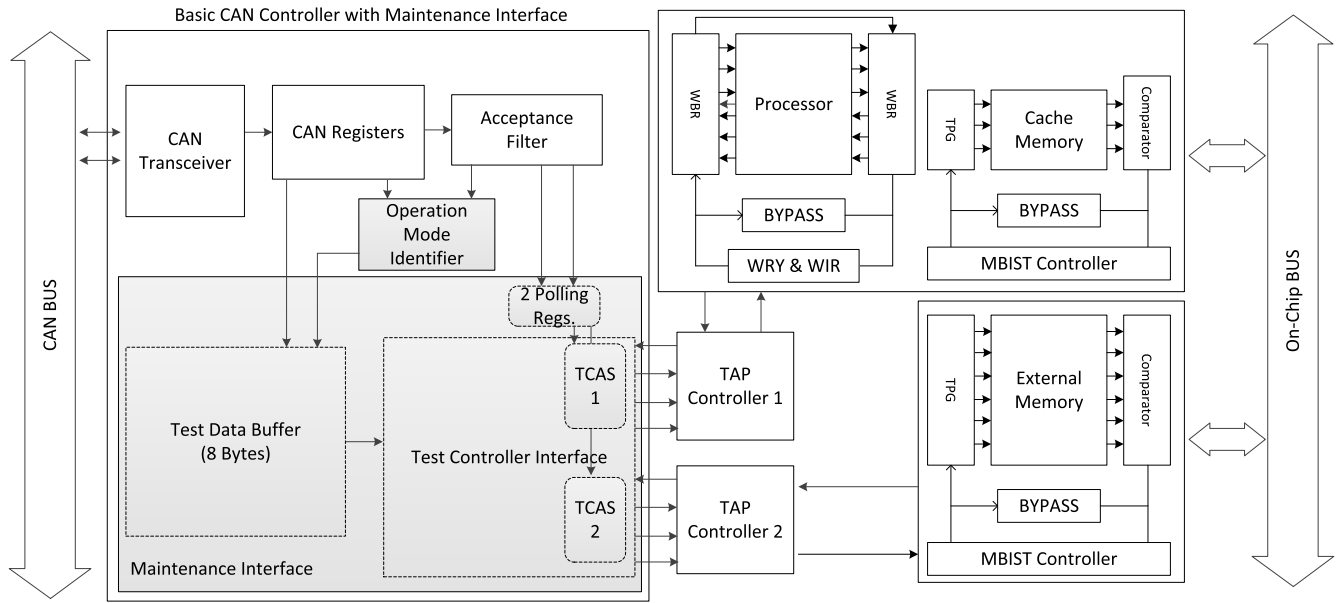 Basic CAN Controller with Maintenance Interface
CAN BUS
CAN
Transceiver
CAN Registers
Acceptance
Filter
Operation
Mode
Identifier
2 Polling
Regs.
Test Data Buffer
(8 Bytes)
Test Controller Interface
TCAS
1
TCAS
2
Maintenance Interface
TAP
Controller 1
TAP
Controller 2
WBR
Processor
WBR
BYPASS
WRY & WIR
TPG
Cache
Memory
Comparator
BYPASS
MBIST Controller
TPG
External
Memory
Comparator
BYPASS
MBIST Controller
On-Chip BUS